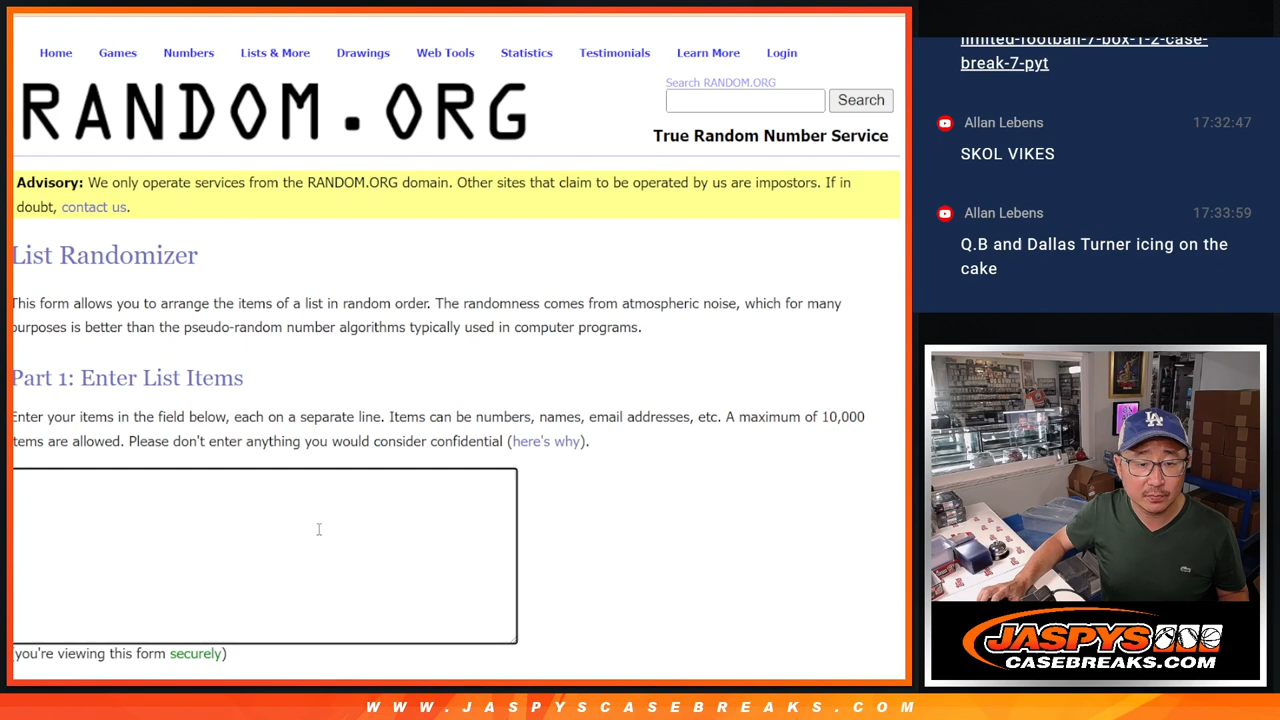 Home Games Numbers Lists & More Drawings Web Tools Statistics Testimonials Learn More Login
Search RANDOM.ORG
RANDOM.ORG
Search
True Random Number Service
Advisory: We only operate services from the RANDOM.ORG domain. Other sites that claim to be operated by us are impostors. If in
doubt, contact us.
List Randomizer
This form allows you to arrange the items of a list in random order. The randomness comes from atmospheric noise, which for many
purposes is better than the pseudo-random number algorithms typically used in computer programs.
Part 1: Enter List Items
Enter your items in the field below, each on a separate line. Items can be numbers, names, email addresses, etc. A maximum of 10,000
items are allowed. Please don't enter anything you would consider confidential (here's why).
(you're viewing this form securely)
limited-football-7-box-1-2-case-
break-7-pyt
Allan Lebens 17:32:47
SKOL VIKES
Allan Lebens 17:33:59
Q.B and Dallas Turner icing on the
cake
LA
JASPYS
CASEBREAKS.COM
WWW.JASPYSCASEBREAKS.COM